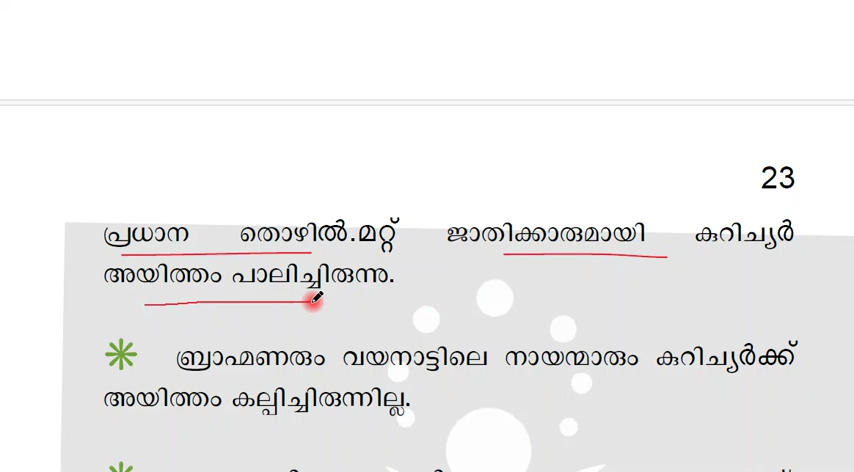 23
പ്രധാന തൊഴിൽ.മറ്റ് ജാതിക്കാരുമായി കുറിച്യർ
അയിത്തം പാലിച്ചിരുന്നു.
✳ ബ്രാഹ്മണരും വയനാട്ടിലെ നായന്മാരും കുറിച്യർക്ക്
അയിത്തം കല്പിച്ചിരുന്നില്ല.